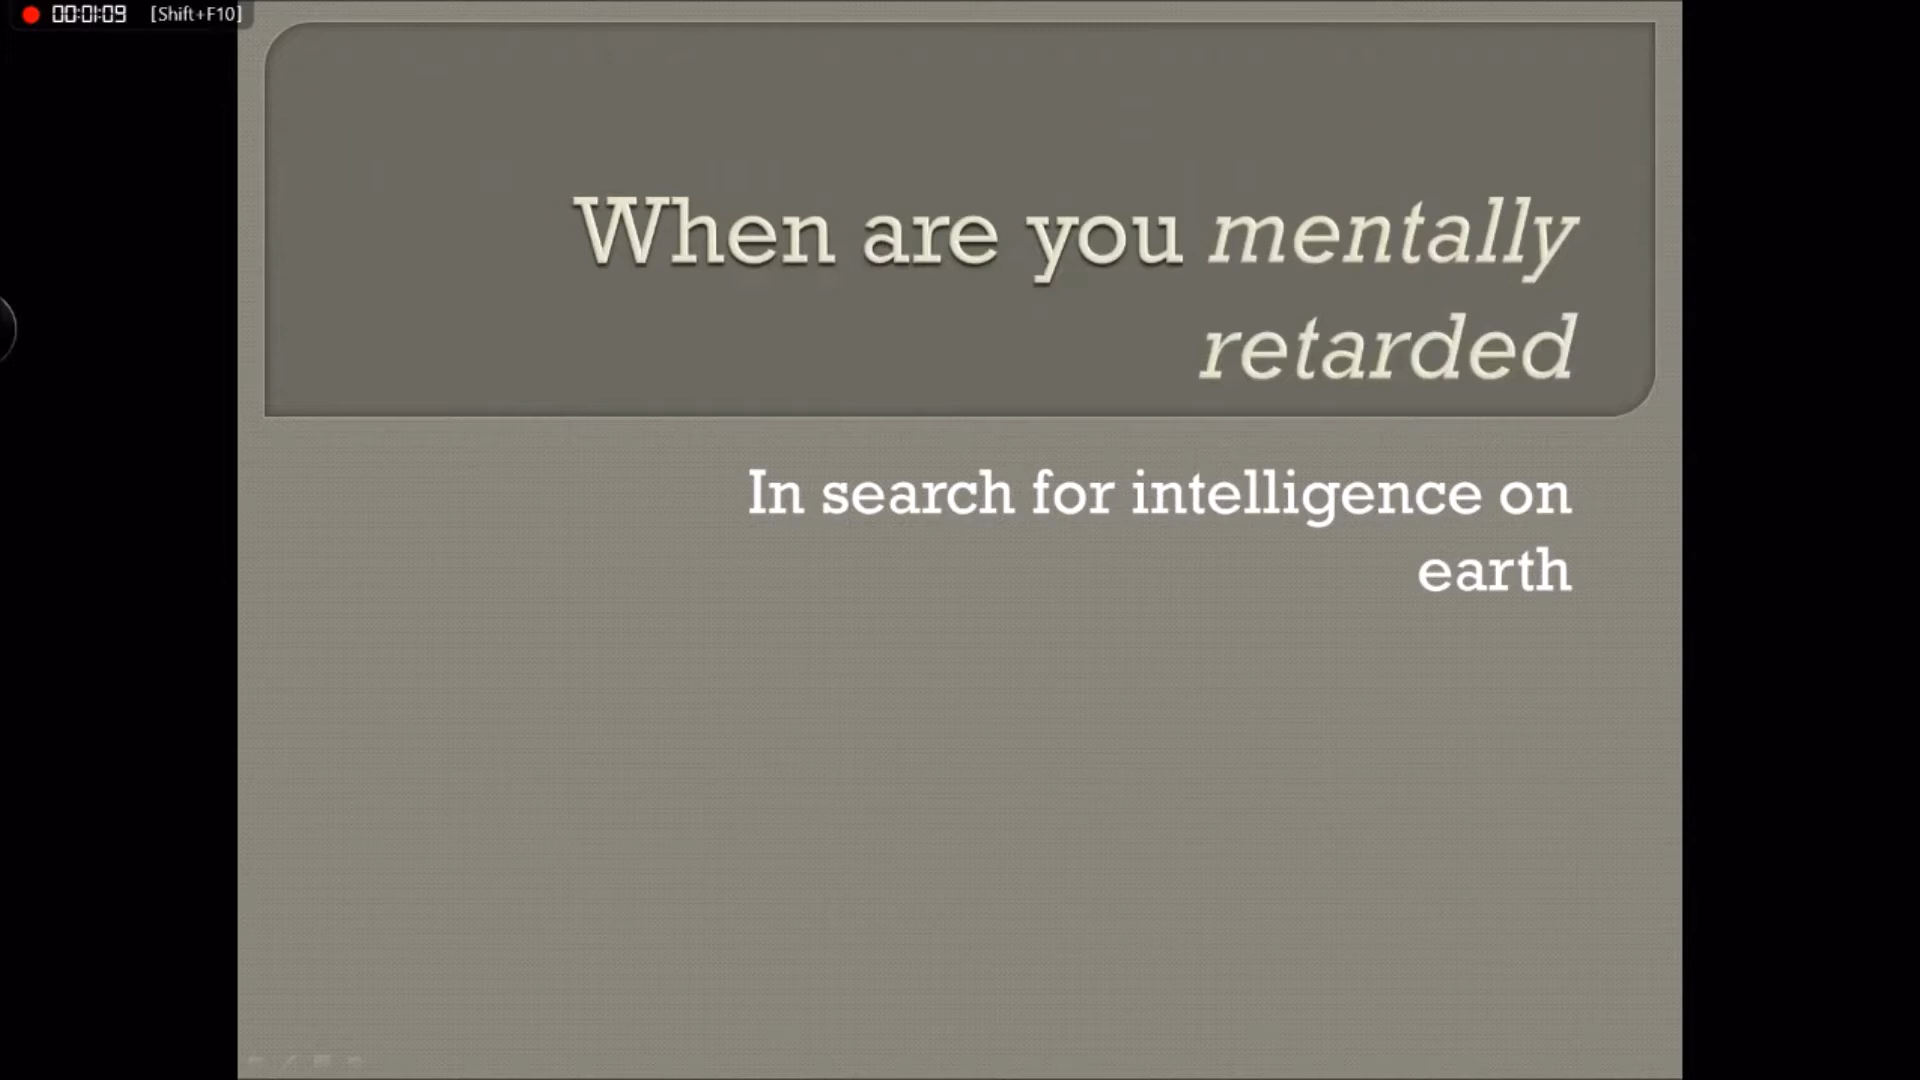 00:01:09 [Shift+F10]
When are you mentally
retarded
In search for intelligence on
earth